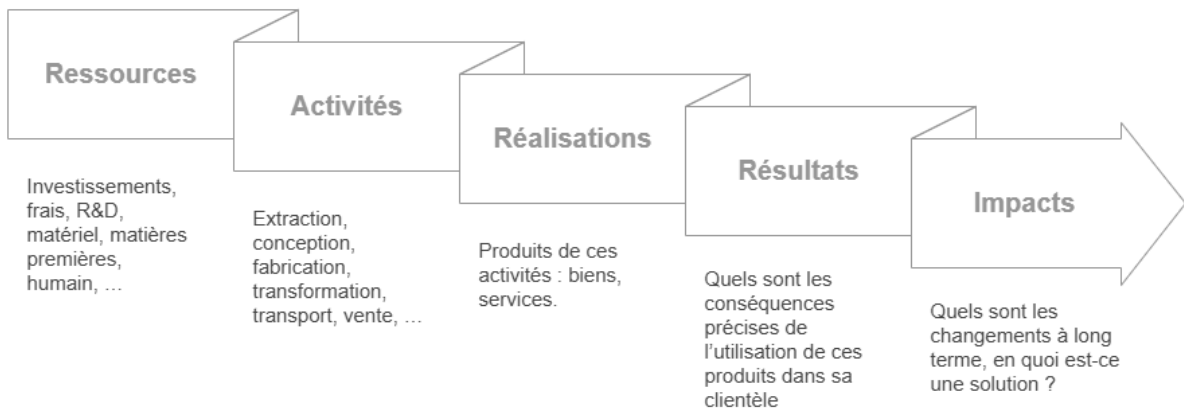 Ressources
Investissements,
frais, R&D,
matériel, matières
premières,
humain, …
Activités
Extraction,
conception,
fabrication,
transformation,
transport, vente, …
Réalisations
Produits de ces
activités : biens,
services.
Résultats
Quels sont les
conséquences
précises de
l’utilisation de ces
produits dans sa
clientèle
Impacts
Quels sont les
changements à long
terme, en quoi est-ce
une solution ?